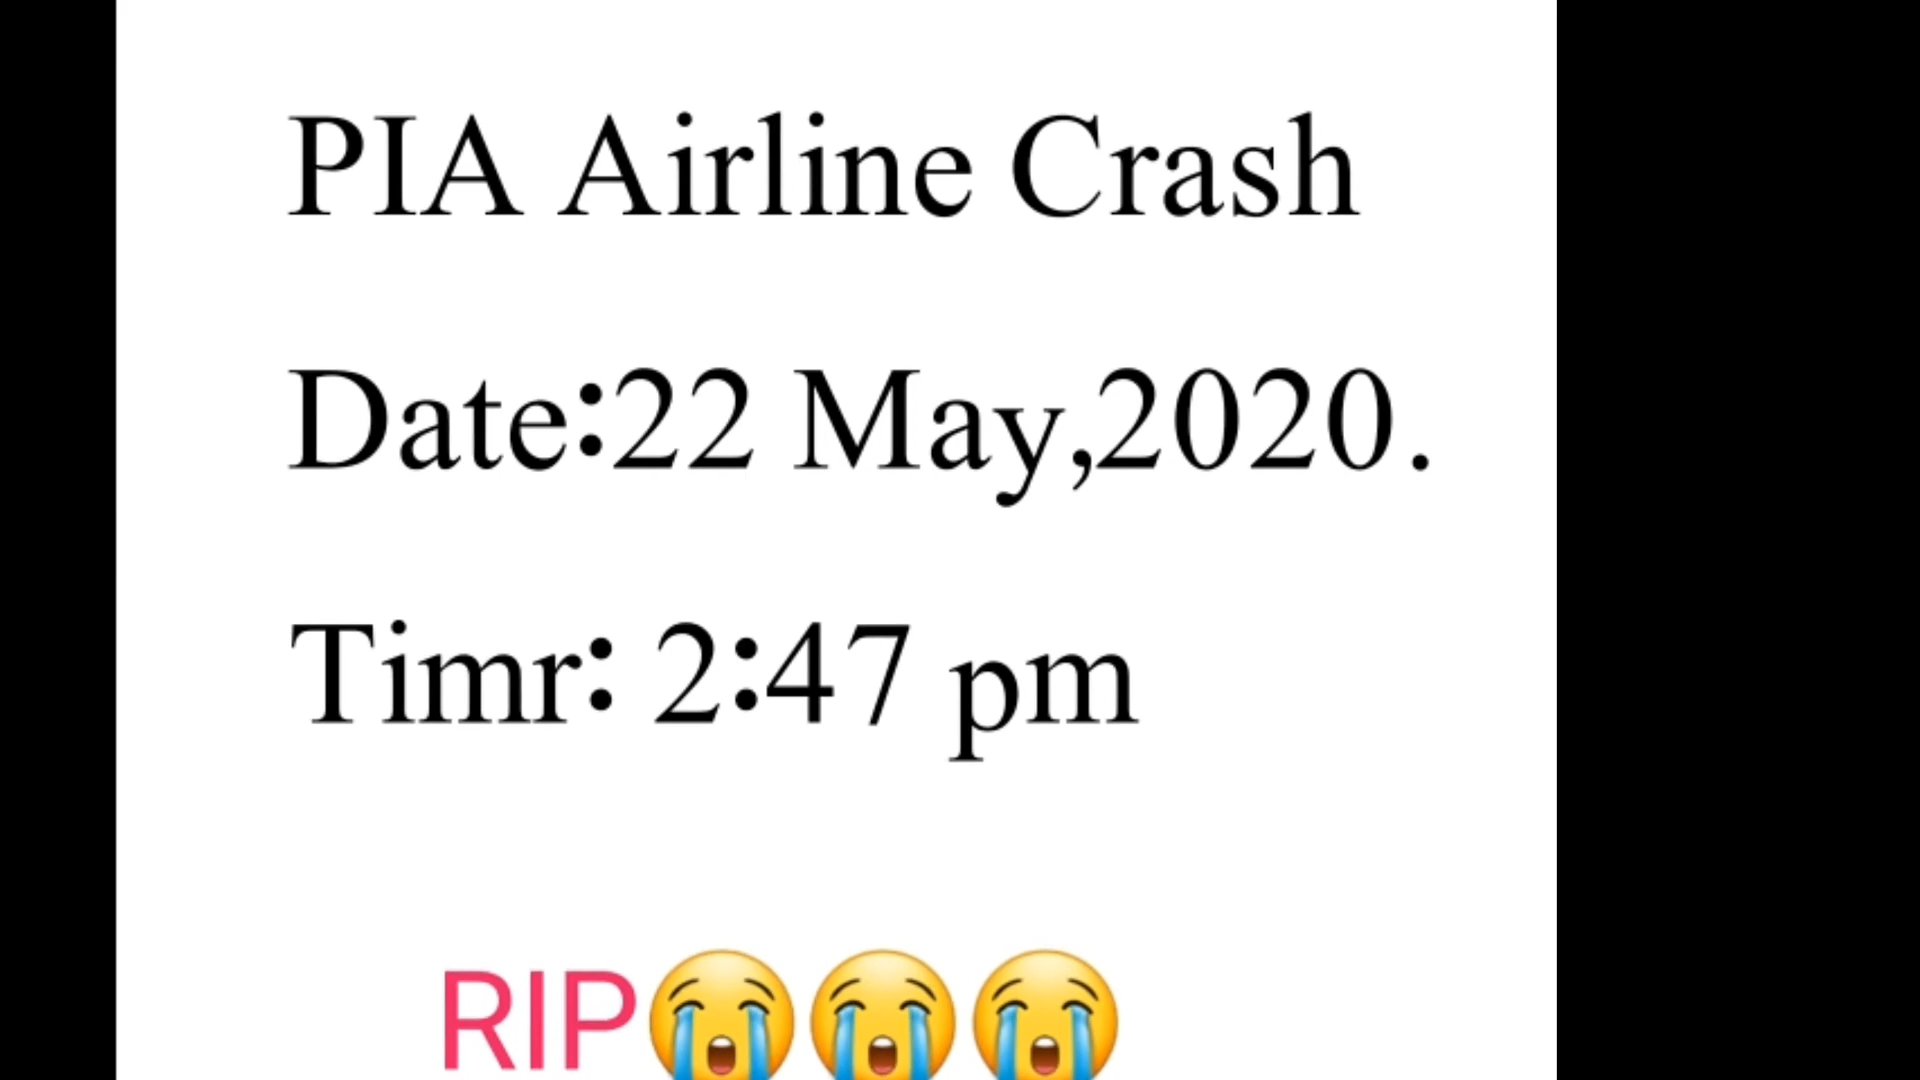 PIA Airline Crash
Date:22 May,2020.
Timr: 2:47 pm
RIP😭😭😭